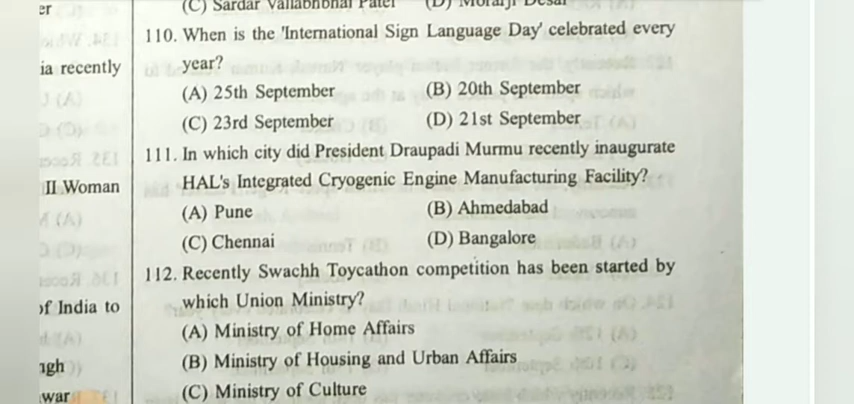 er
ia recently
II Woman
of India to
war
(C) Sardar Vallabhbhai Patel (D) Morarji Desai
110. When is the 'International Sign Language Day' celebrated every
year?
(A) 25th September (B) 20th September
(C) 23rd September (D) 21st September
111. In which city did President Draupadi Murmu recently inaugurate
HAL's Integrated Cryogenic Engine Manufacturing Facility?
(A) Pune (B) Ahmedabad
(C) Chennai (D) Bangalore
112. Recently Swachh Toycathon competition has been started by
which Union Ministry?
(A) Ministry of Home Affairs
(B) Ministry of Housing and Urban Affairs
(C) Ministry of Culture